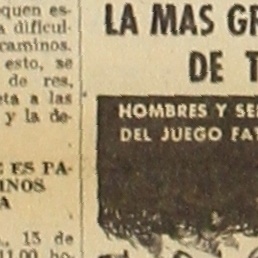 quen es-
dificul-
caminos.
esto, se
de res,
eta a las
y la de-
ES PA-
INOS
A
15 de
LA MAS GR
DE T
HOMBRES Y SE
DEL JUEGO FA